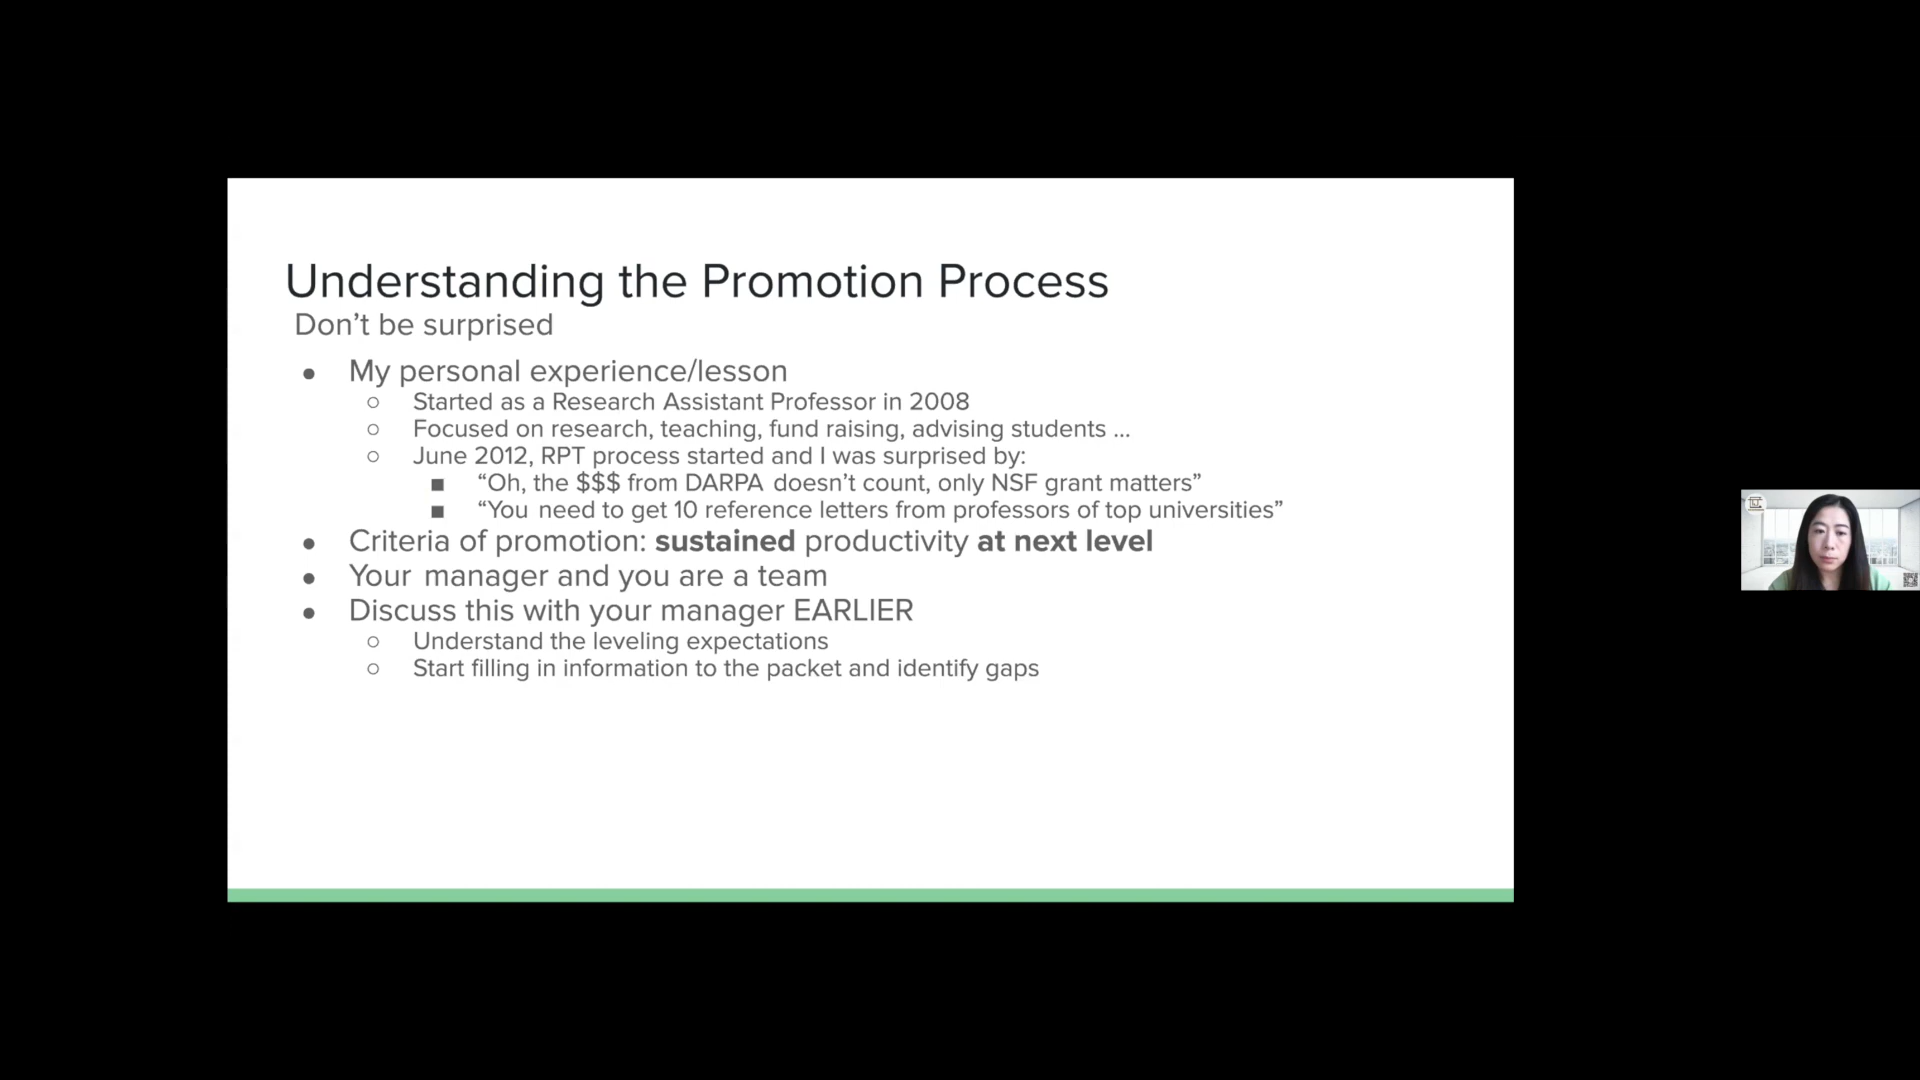 Understanding the Promotion Process
Don’t be surprised
● My personal experience/lesson
○ Started as a Research Assistant Professor in 2008
○ Focused on research, teaching, fund raising, advising students ...
○ June 2012, RPT process started and I was surprised by:
■ “Oh, the $$$ from DARPA doesn’t count, only NSF grant matters”
■ “You need to get 10 reference letters from professors of top universities”
● Criteria of promotion: sustained productivity at next level
● Your manager and you are a team
● Discuss this with your manager EARLIER
○ Understand the leveling expectations
○ Start filling in information to the packet and identify gaps